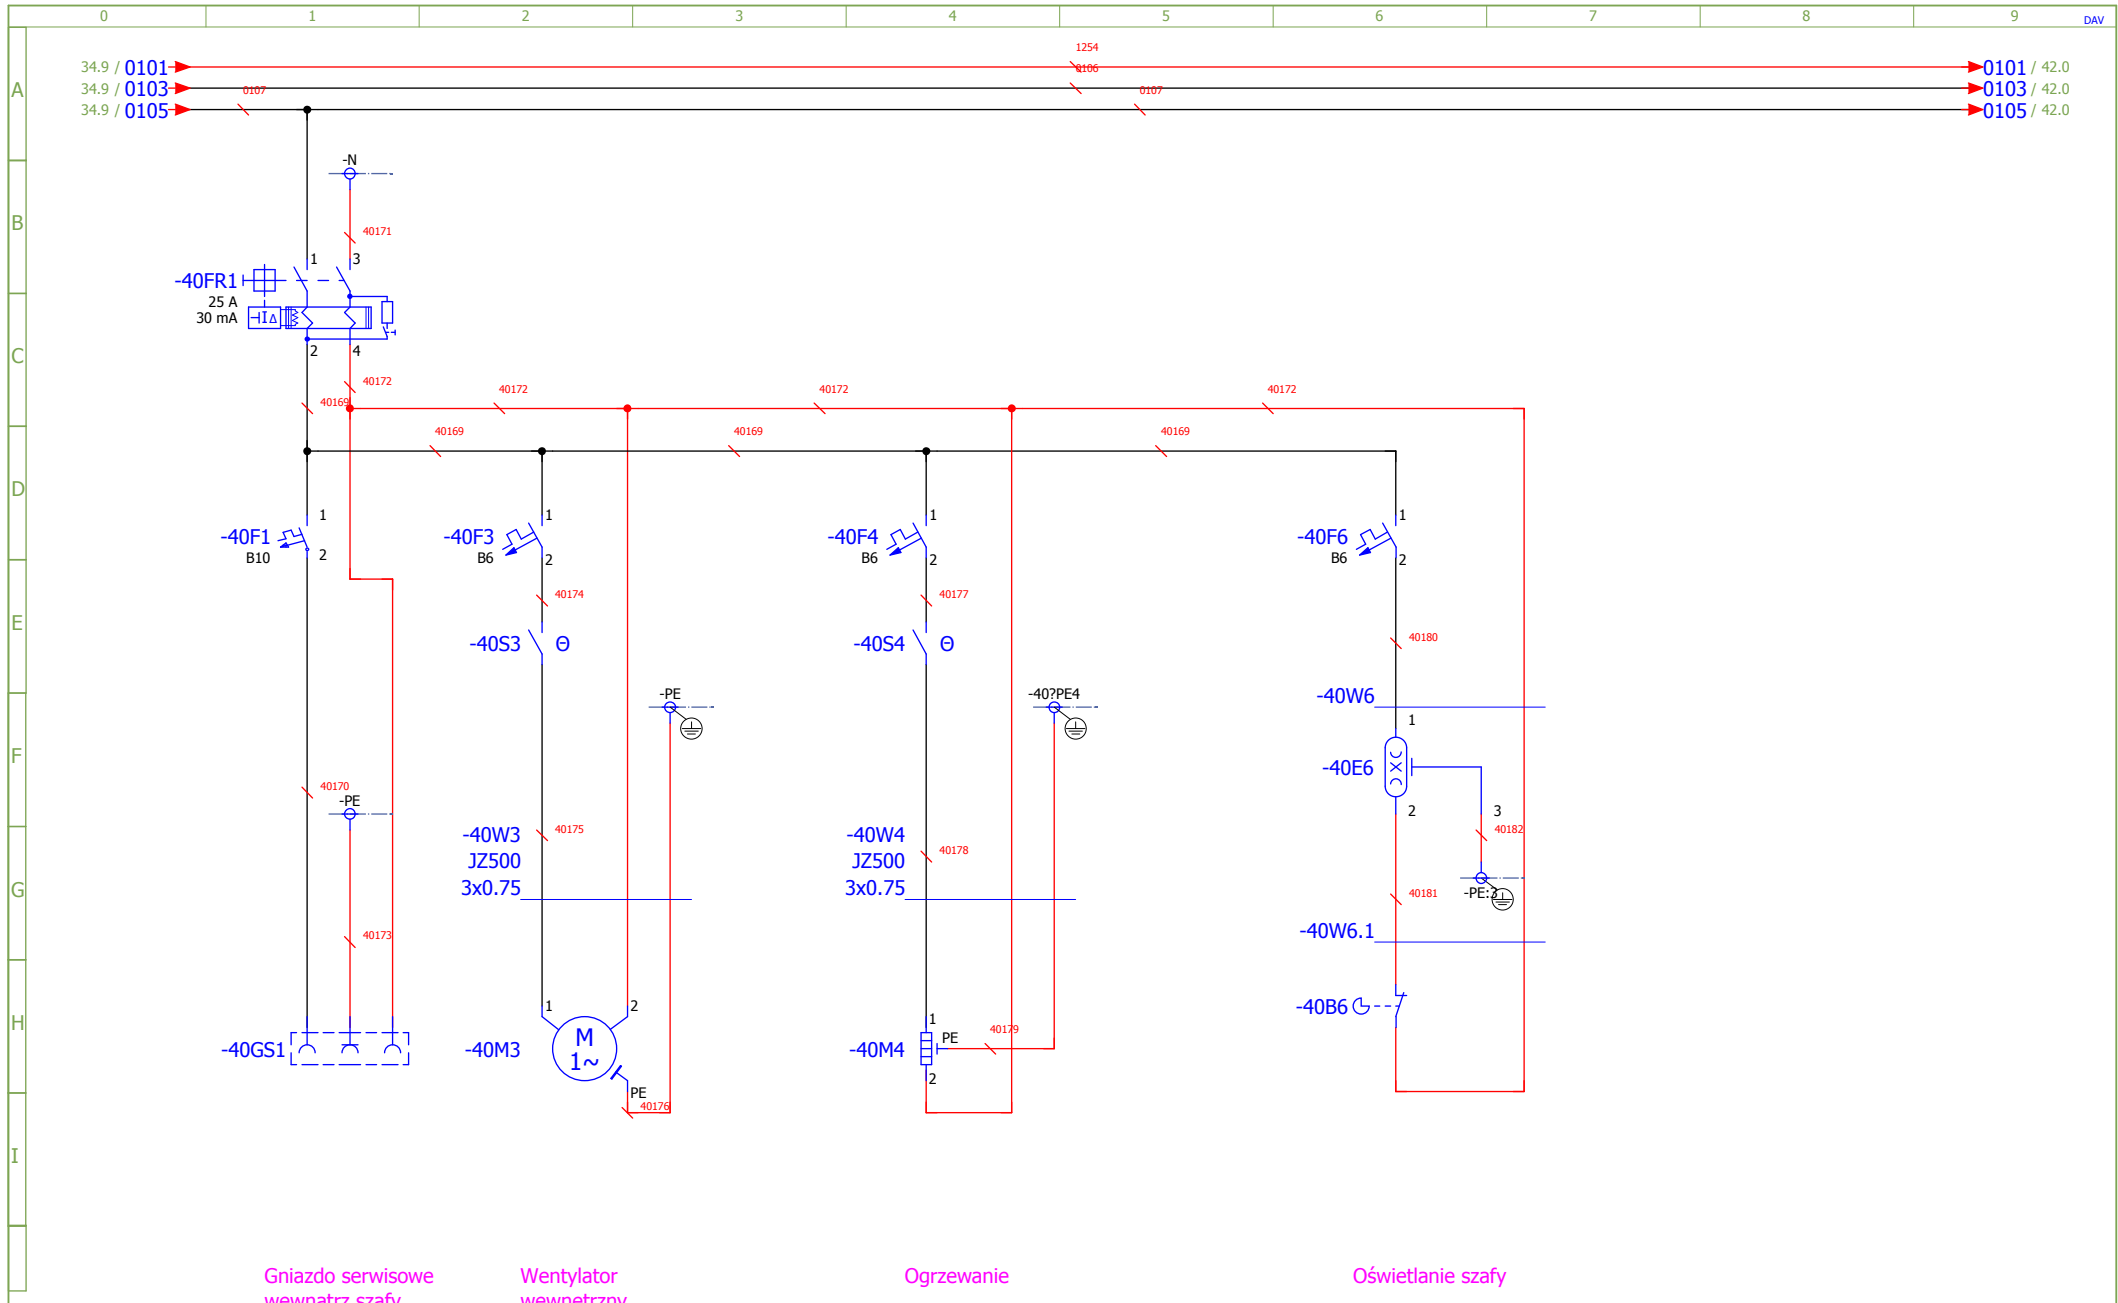 0 1 2 3 4 5 6 7 8 9 DAV
1254
34.9 / 0101 0101 / 42.0
0106
34.9 / 0103 0103 / 42.0
0107 0107
34.9 / 0105 0105 / 42.0
A
-N
B
40171
1 3
-40FR1
25 A
30 mA
⊣IΔ
2 4
C
40172 40172 40172 40172
40169
40169 40169 40169
D
1 1 1 1
-40F1 -40F3 -40F4 -40F6
B10 B6 B6 B6
2 2 2 2
40174 40177
E
-40S3 Θ -40S4 Θ
40180
-PE -40?PE4 -40W6
1
F
-40E6
40170
-PE
2 3
40175 40182
-40W3 -40W4
40178
JZ500 JZ500
3x0.75 3x0.75
G
-PE:3
40181
-40W6.1
40173
1 2
-40B6
H
1
40179
M
PE
-40GS1 -40M3 -40M4
1~
2
PE
40176
I
Gniazdo serwisowe Wentylator Ogrzewanie Oświetlanie szafy
wewnątrz szafy wewnętrzny